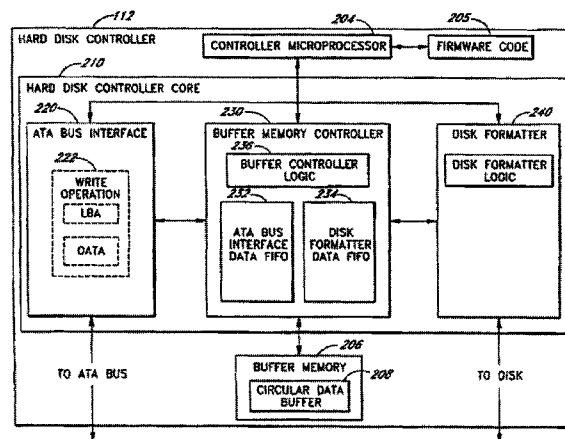 112
204
205
HARD DISK CONTROLLER
CONTROLLER MICROPROCESSOR
FIRMWARE CODE
210
HARD DISK CONTROLLER CORE
220
230
240
ATA BUS INTERFACE
BUFFER MEMORY CONTROLLER
DISK FORMATTER
222
236
WRITE
OPERATION
LBA
DATA
BUFFER CONTROLLER
LOGIC
DISK FORMATTER
LOGIC
232
234
ATA BUS
INTERFACE
DATA FIFO
DISK
FORMATTER
DATA FIFO
206
TO ATA BUS
BUFFER MEMORY
208
TO DISK
CIRCULAR DATA
BUFFER